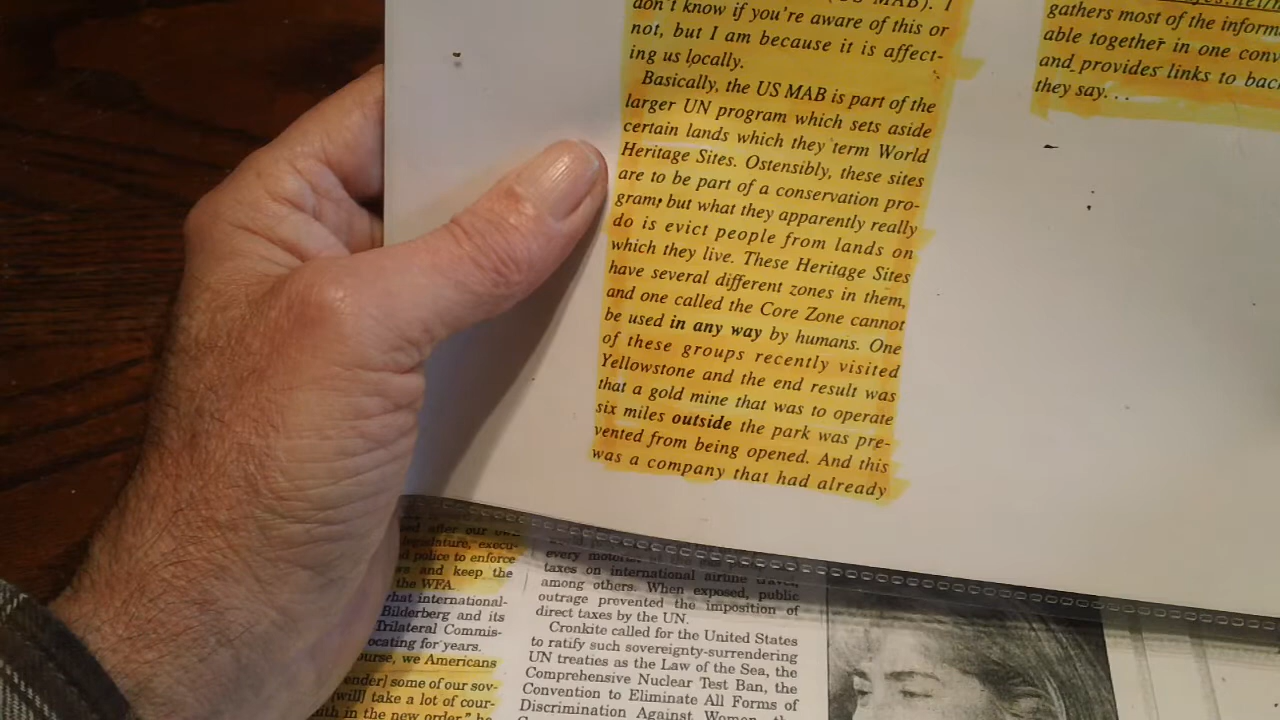 (US MAB). I
don't know if you're aware of this or
not, but I am because it is affect-
ing us locally.
Basically, the US MAB is part of the
larger UN program which sets aside
certain lands which they term World
Heritage Sites. Ostensibly, these sites
are to be part of a conservation pro-
gram, but what they apparently really
do is evict people from lands on
which they live. These Heritage Sites
have several different zones in them,
and one called the Core Zone cannot
be used in any way by humans. One
of these groups recently visited
Yellowstone and the end result was
that a gold mine that was to operate
six miles outside the park was pre-
vented from being opened. And this
was a company that had already
gathers most of the inform
able together in one conv
and provides links to bac
they say. . .
after our own
execu-
police to enforce
and keep the
the WFA.
what international-
Bilderberg and its
Trilateral Commis-
ocating for years.
we Americans
some of our sov-
[will] take a lot of cour-
in the new order," he
every
taxes on international airline travel,
among others. When exposed, public
outrage prevented the imposition of
direct taxes by the UN.
Cronkite called for the United States
to ratify such sovereignty-surrendering
UN treaties as the Law of the Sea, the
Comprehensive Nuclear Test Ban, the
Convention to Eliminate All Forms of
Discrimination Against Women, the